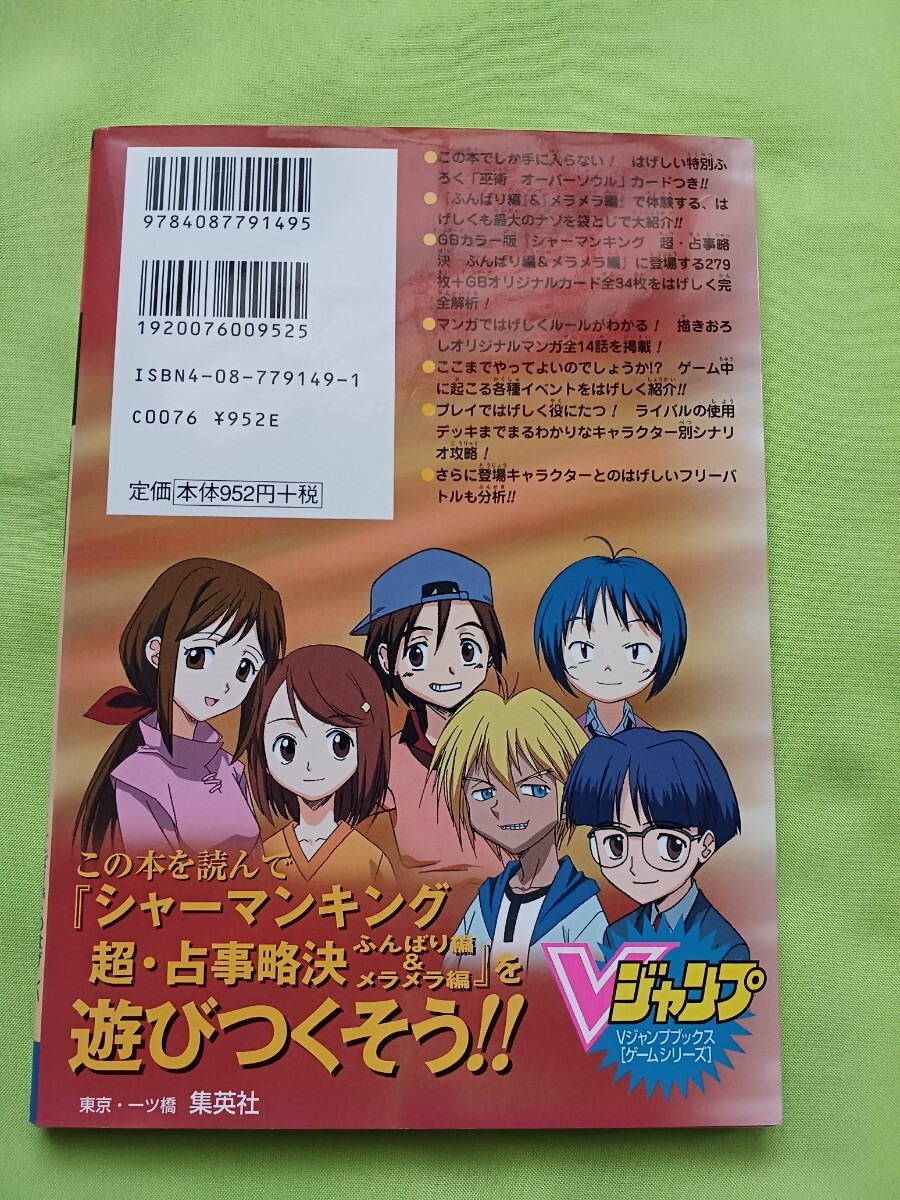 9784087791495
1920076009525
ISBN4-08-779149-1
C0076 ¥952E
定価 本体952円+税
●この本でしか手に入らない! はげしい特別ふ
ろく「巫術 オーバーソウル」カードつき!!
●『ふんばり編』&『メラメラ編』で体験する、は
げしくも最大のナゾを袋とじで大紹介!!
●GBカラー版『シャーマンキング 超・占事略
決 ふんばり編&メラメラ編』に登場する279
枚+GBオリジナルカード全34枚をはげしく完
全解析!
●マンガではげしくルールがわかる! 描きおろ
しオリジナルマンガ全14話を掲載!
●ここまでやってよいのでしょうか!? ゲーム中
に起こる各種イベントをはげしく紹介!!
●プレイではげしく役にたつ! ライバルの使用
デッキまでまるわかりなキャラクター別シナリ
オ攻略!
●さらに登場キャラクターとのはげしいフリーバ
トルも分析!!
この本を読んで
『シャーマンキング
超・占事略決 ふんばり編&メラメラ編』を
遊びつくそう!!
Vジャンプ
Vジャンプブックス
[ゲームシリーズ]
東京・一ツ橋 集英社